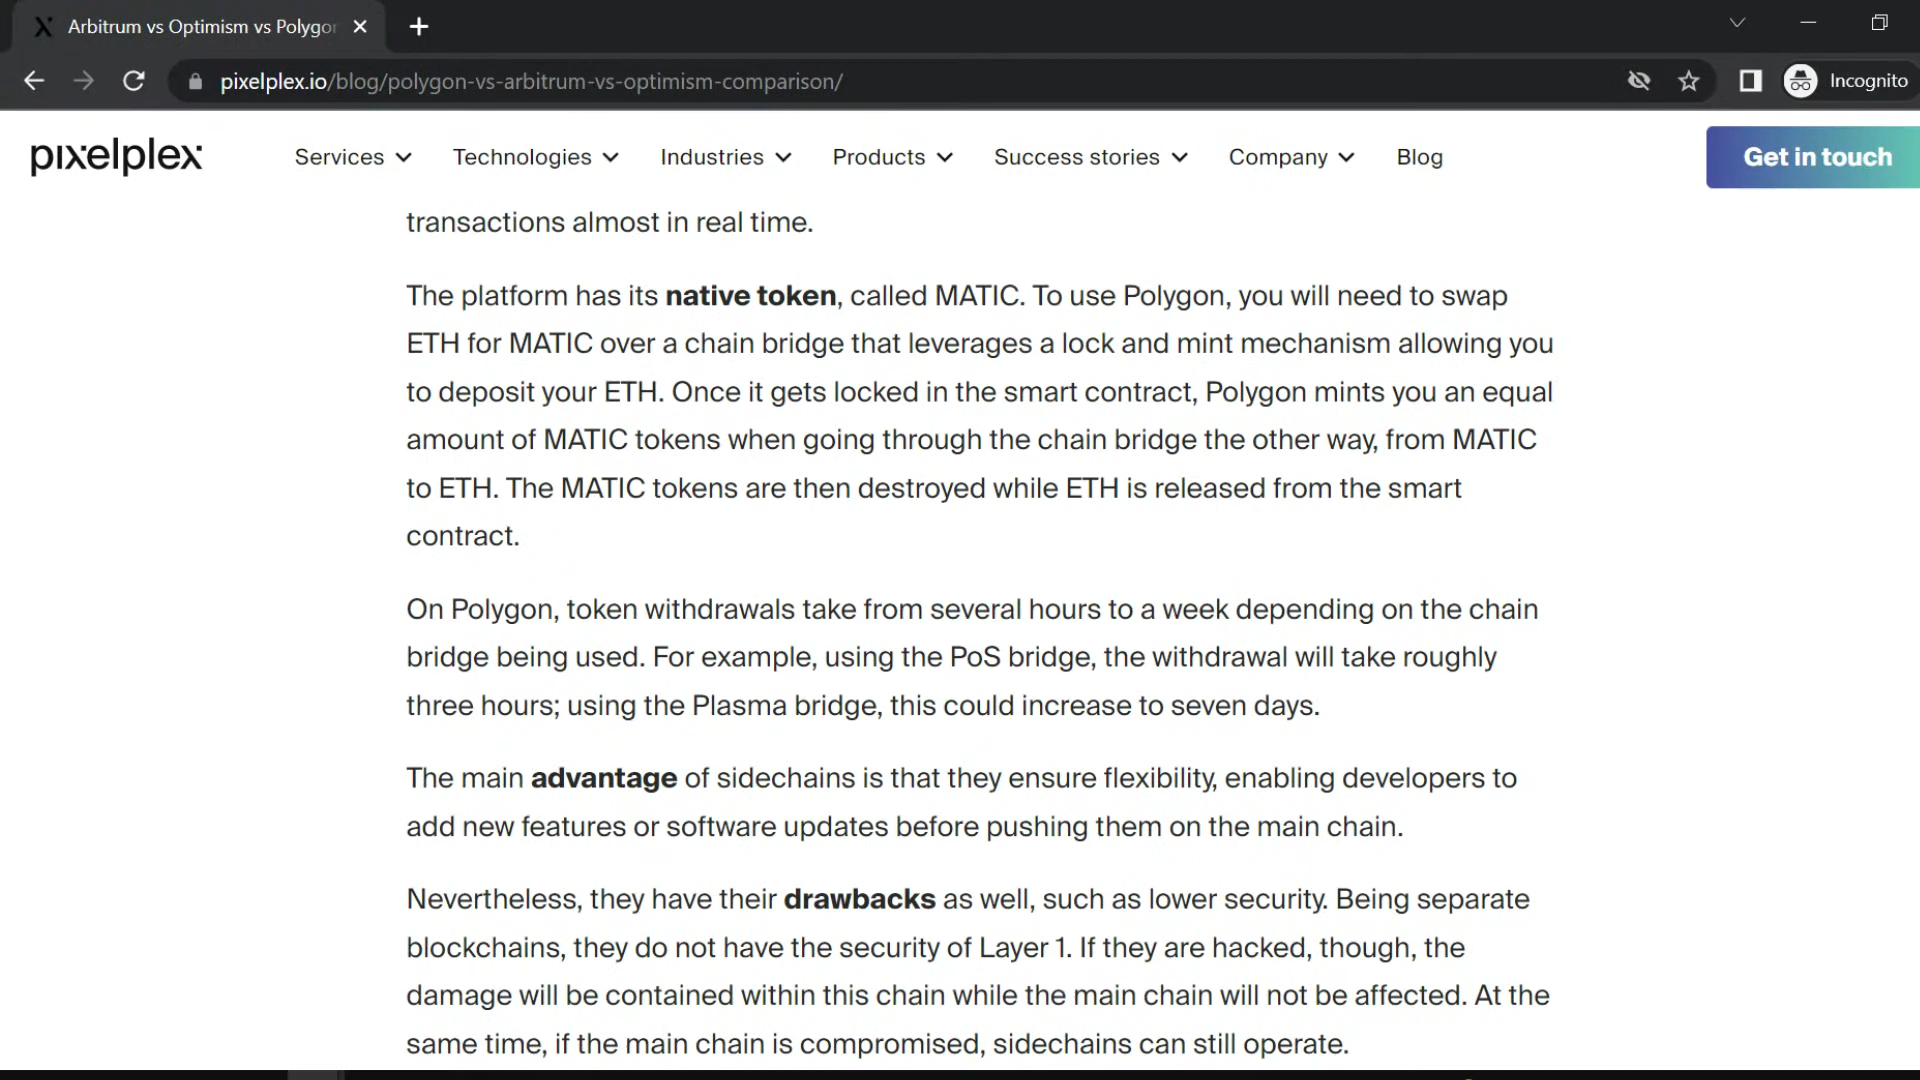 Arbitrum vs Optimism vs Polygon
pixelplex.io/blog/polygon-vs-arbitrum-vs-optimism-comparison/
Incognito
pixelplex
Services
Technologies
Industries
Products
Success stories
Company
Blog
Get in touch
transactions almost in real time.
The platform has its native token, called MATIC. To use Polygon, you will need to swap
ETH for MATIC over a chain bridge that leverages a lock and mint mechanism allowing you
to deposit your ETH. Once it gets locked in the smart contract, Polygon mints you an equal
amount of MATIC tokens when going through the chain bridge the other way, from MATIC
to ETH. The MATIC tokens are then destroyed while ETH is released from the smart
contract.
On Polygon, token withdrawals take from several hours to a week depending on the chain
bridge being used. For example, using the PoS bridge, the withdrawal will take roughly
three hours; using the Plasma bridge, this could increase to seven days.
The main advantage of sidechains is that they ensure flexibility, enabling developers to
add new features or software updates before pushing them on the main chain.
Nevertheless, they have their drawbacks as well, such as lower security. Being separate
blockchains, they do not have the security of Layer 1. If they are hacked, though, the
damage will be contained within this chain while the main chain will not be affected. At the
same time, if the main chain is compromised, sidechains can still operate.